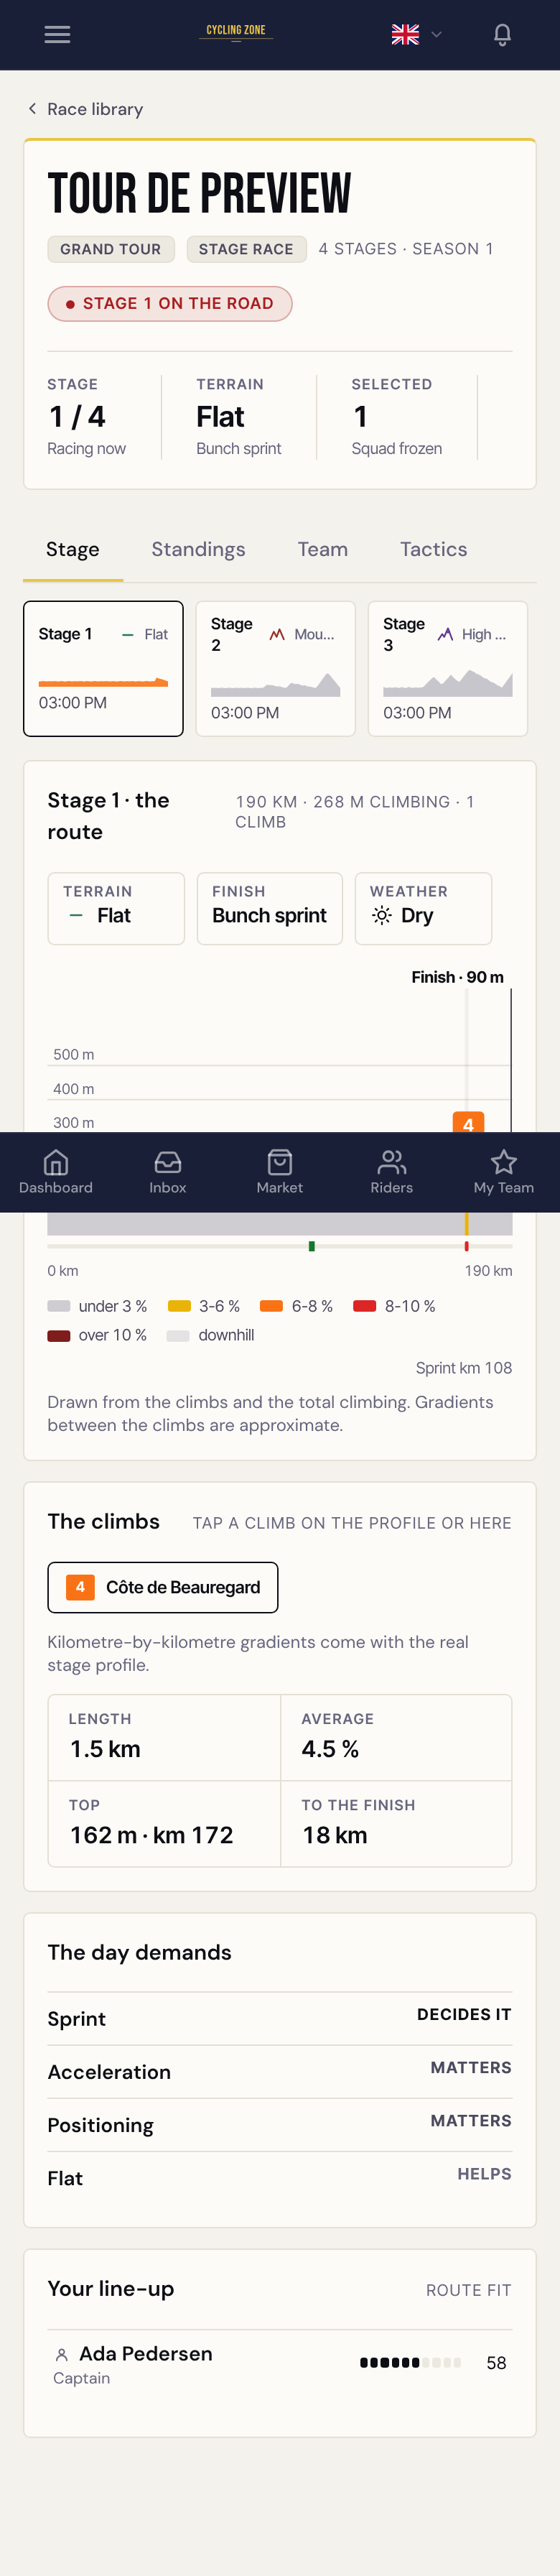 CYCLING ZONE
Race library
TOUR DE PREVIEW
GRAND TOUR STAGE RACE 4 STAGES · SEASON 1
STAGE 1 ON THE ROAD
STAGE TERRAIN SELECTED
1 / 4 Flat 1
Racing now Bunch sprint Squad frozen
Stage Standings Team Tactics
Stage 1 Flat
03:00 PM
Stage 2 Mou...
03:00 PM
Stage 3 High ...
03:00 PM
Stage 1 · the
route
190 KM · 268 M CLIMBING · 1
CLIMB
TERRAIN FINISH WEATHER
Flat Bunch sprint Dry
Finish · 90 m
500 m
400 m
300 m
4
Dashboard Inbox Market Riders My Team
0 km 190 km
under 3 % 3-6 % 6-8 % 8-10 %
over 10 % downhill
Sprint km 108
Drawn from the climbs and the total climbing. Gradients
between the climbs are approximate.
The climbs TAP A CLIMB ON THE PROFILE OR HERE
4 Côte de Beauregard
Kilometre-by-kilometre gradients come with the real
stage profile.
LENGTH AVERAGE
1.5 km 4.5 %
TOP TO THE FINISH
162 m · km 172 18 km
The day demands
Sprint DECIDES IT
Acceleration MATTERS
Positioning MATTERS
Flat HELPS
Your line-up ROUTE FIT
Ada Pedersen 58
Captain